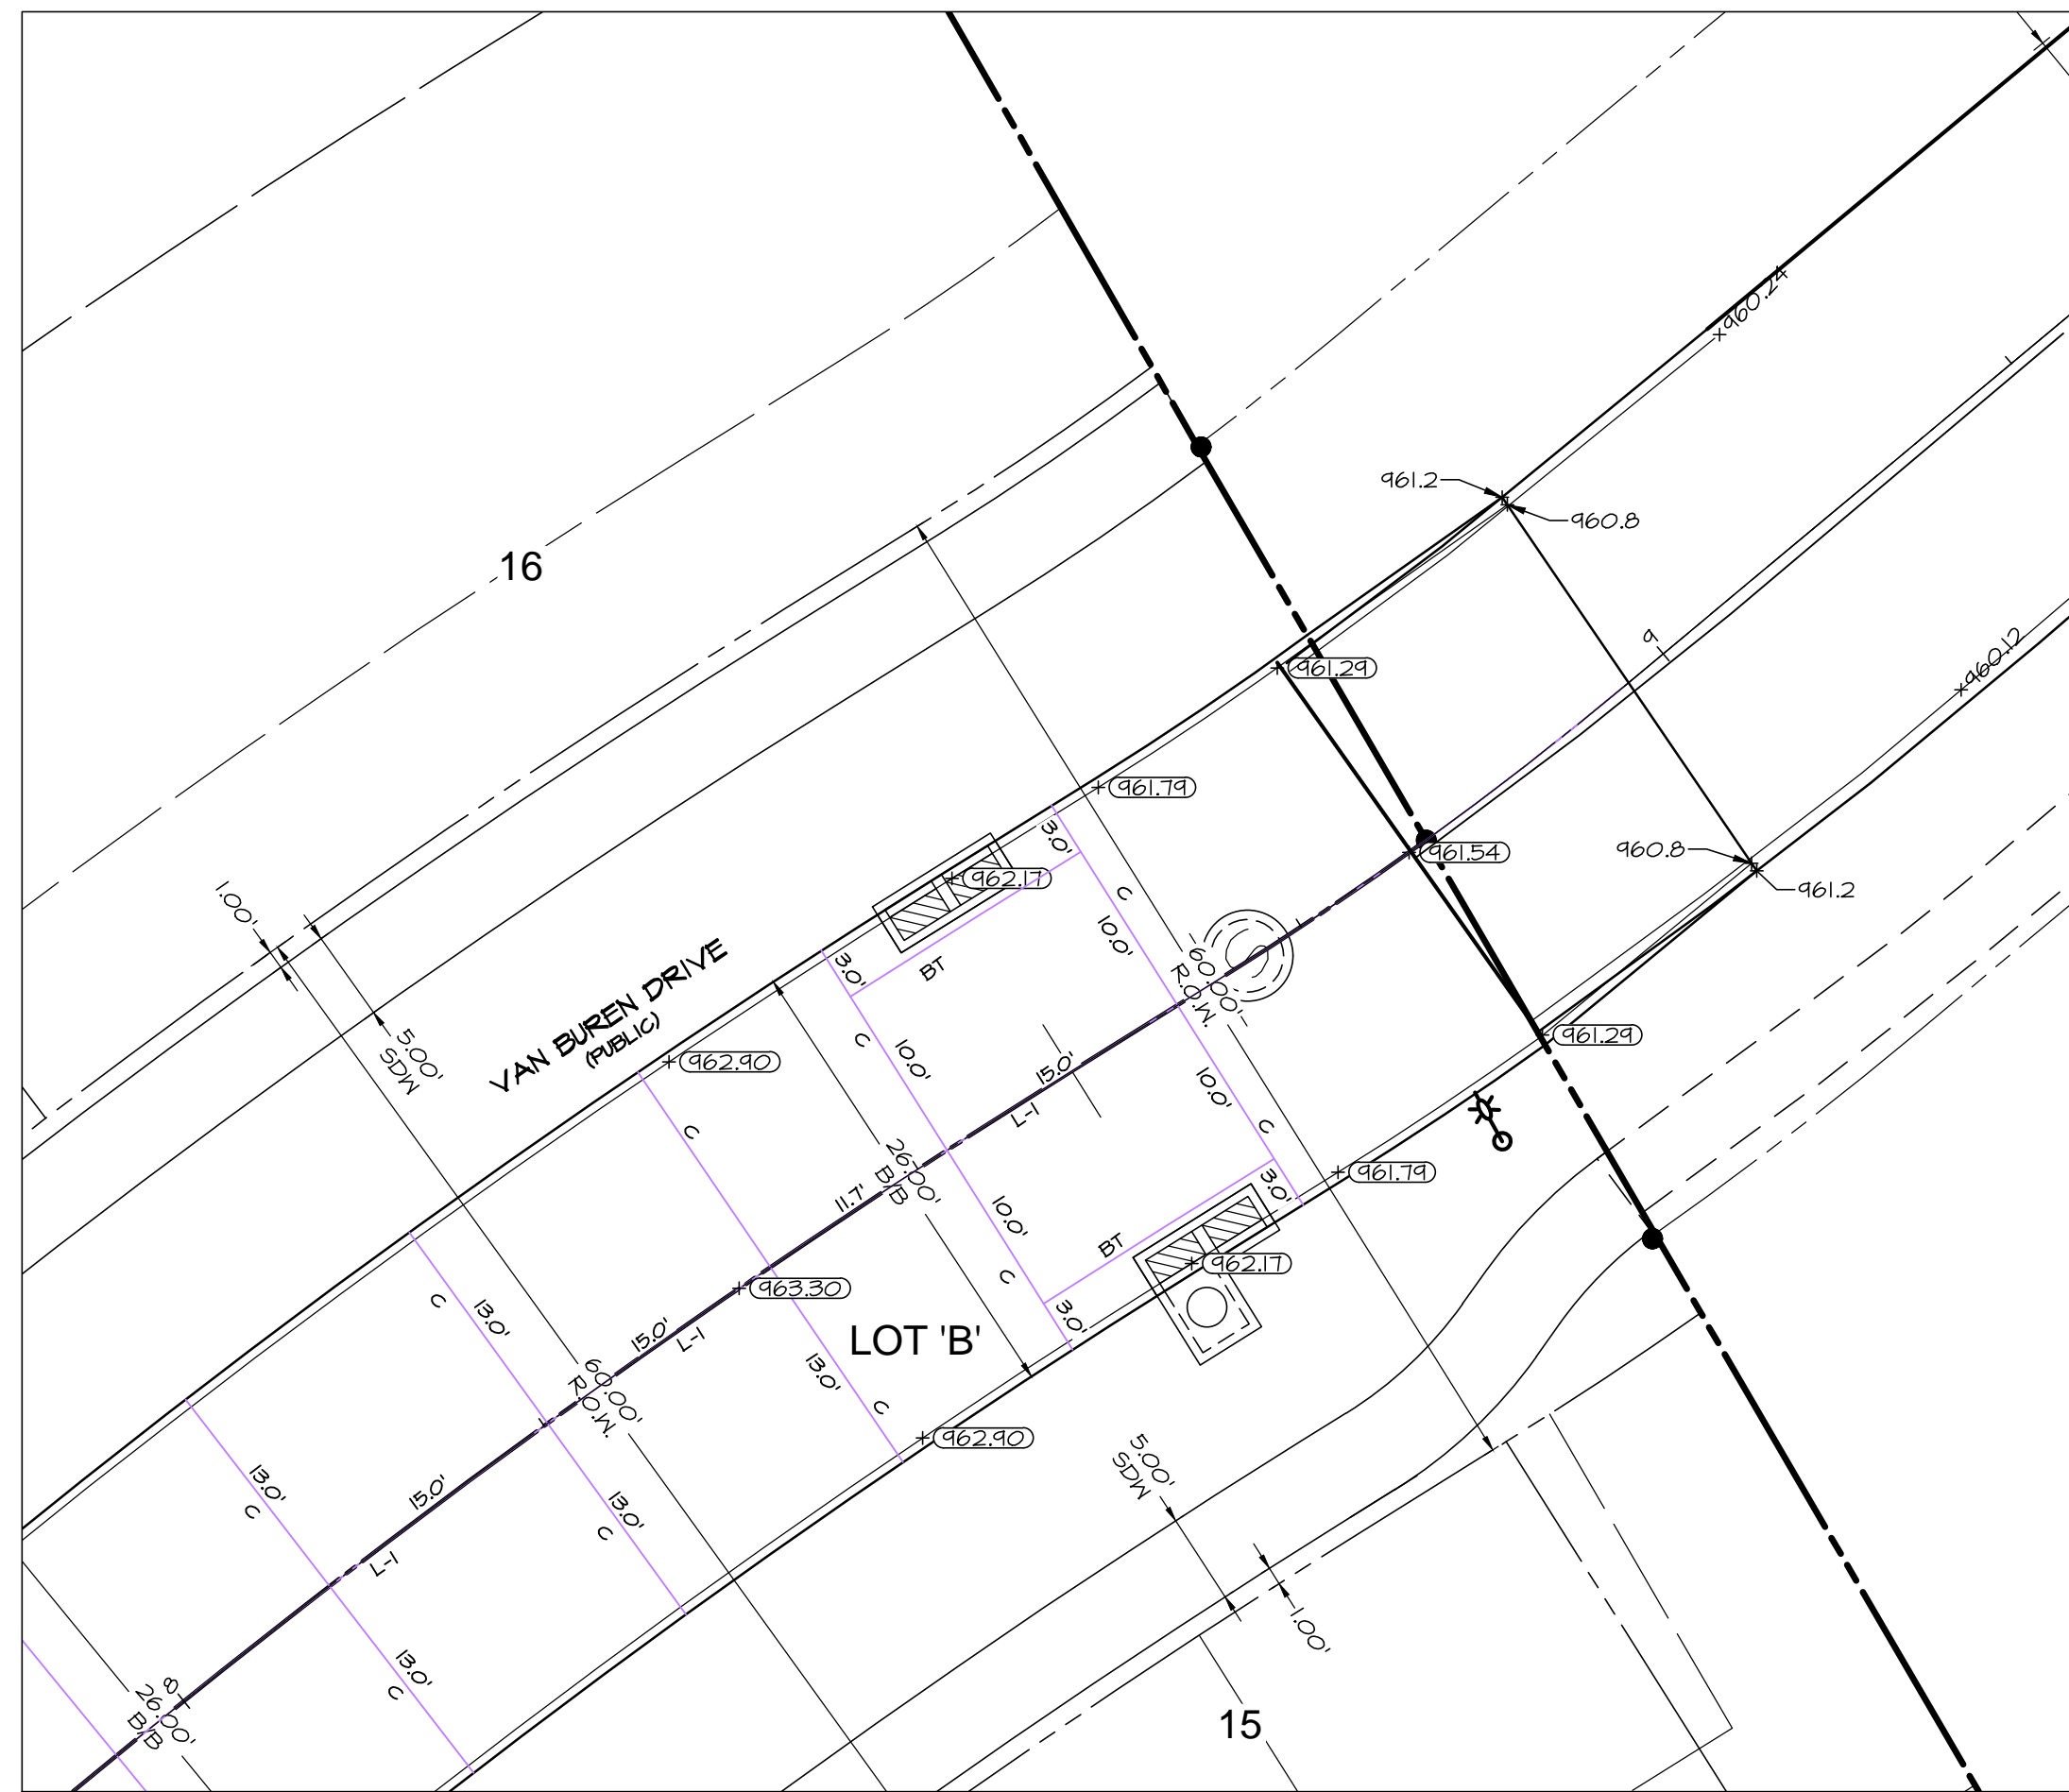 960.24
961.2
960.8
16
9
961.29
960.12
961.79
3.0'
961.54
960.8
962.17
C
961.2
1.00'
10.0'
VAN BUREN DRIVE
(PUBLIC)
3.0'
BT
60.00'
R.O.W.
5.00'
SDW
C
961.29
962.90
10.0'
15.0'
10.0'
C
L-1
C
26.00'
B/B
961.79
11.7'
3.0'
10.0'
BT
962.17
C
963.30
C
13.0'
3.0'
15.0'
L-1
LOT 'B'
60.00'
R.O.W.
13.0'
C
962.90
5.00'
SDW
13.0'
C
15.0'
13.0'
C
L-1
1.00'
13.0'
C
8
26.00'
B/B
15